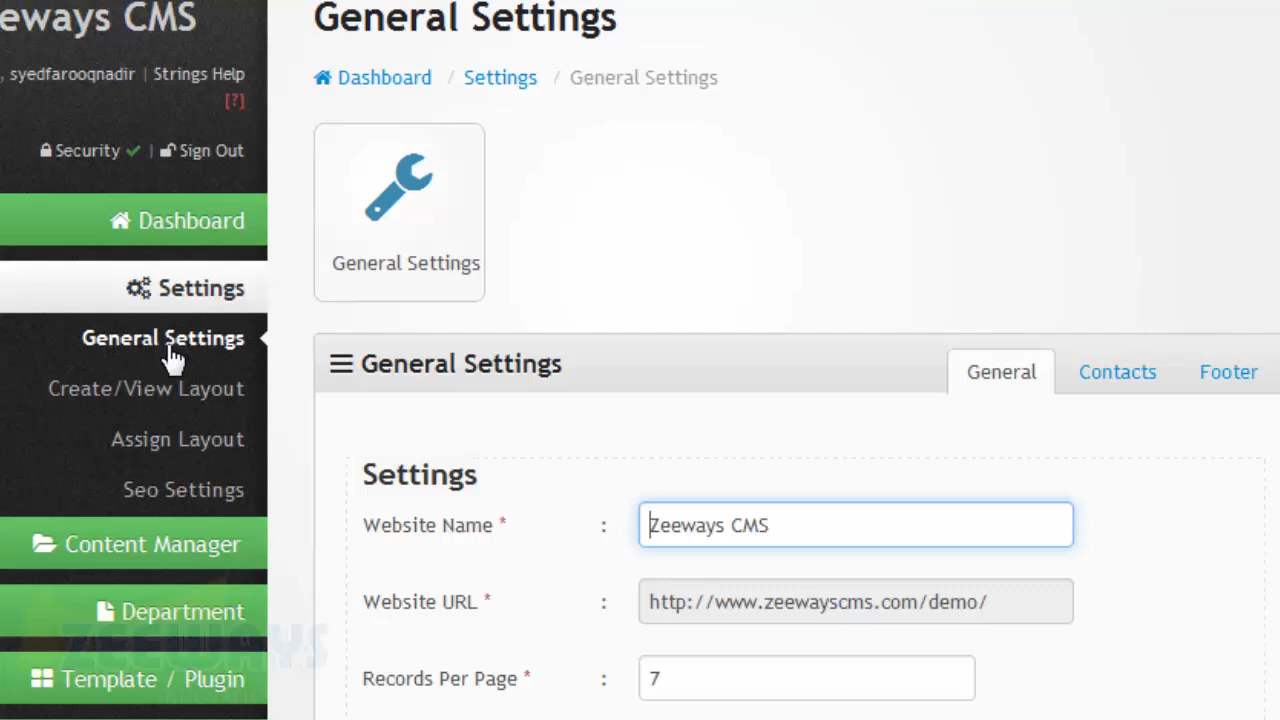 eways CMS
, syedfarooqnadir | Strings Help
[?]
Security | Sign Out
Dashboard
Settings
General Settings
Create/View Layout
Assign Layout
Seo Settings
Content Manager
Department
Template / Plugin
ZEEWAYS
General Settings
Dashboard / Settings / General Settings
General Settings
General Settings
General Contacts Footer
Settings
Website Name * : Zeeways CMS
Website URL * : http://www.zeewayscms.com/demo/
Records Per Page * : 7